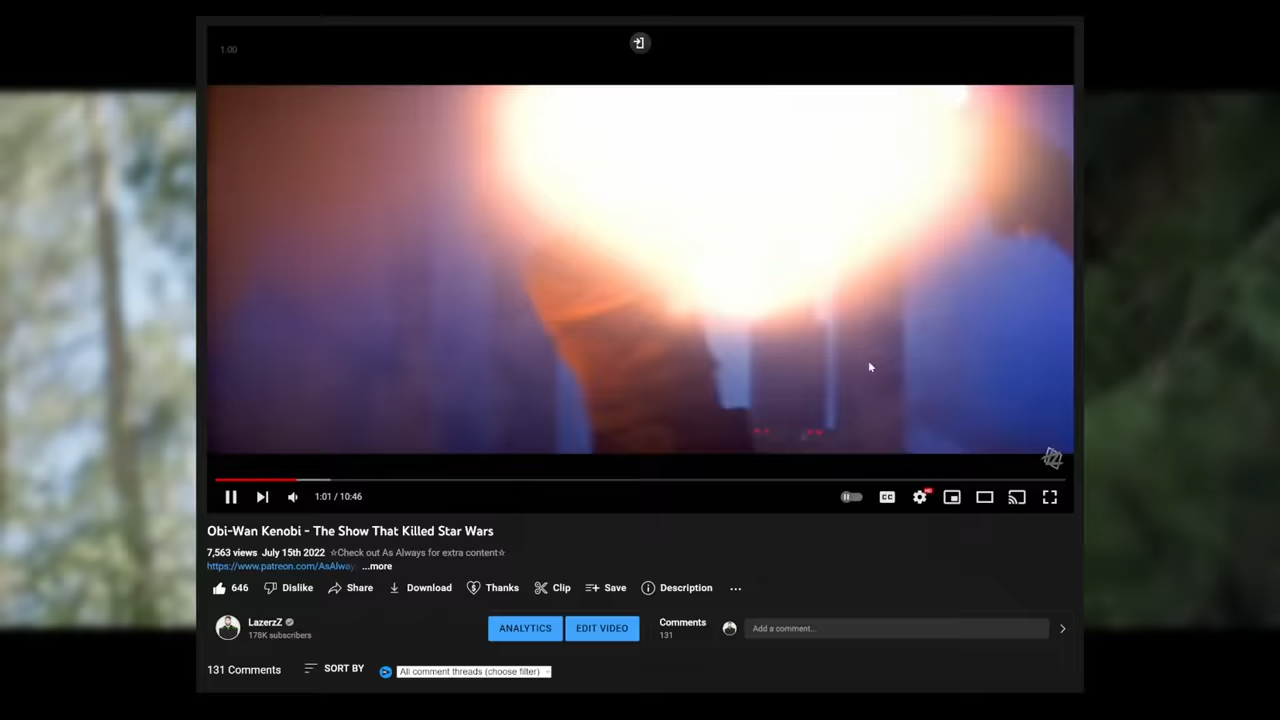 1.00
1:01 / 10:46
CC
HD
Obi-Wan Kenobi - The Show That Killed Star Wars
7,563 views July 15th 2022 ☆Check out As Always for extra content☆
https://www.patreon.com/AsAlway ...more
646 Dislike Share Download Thanks Clip Save Description ...
LazerzZ
178K subscribers
ANALYTICS EDIT VIDEO
Comments
131
Add a comment...
131 Comments SORT BY All comment threads (choose filter)